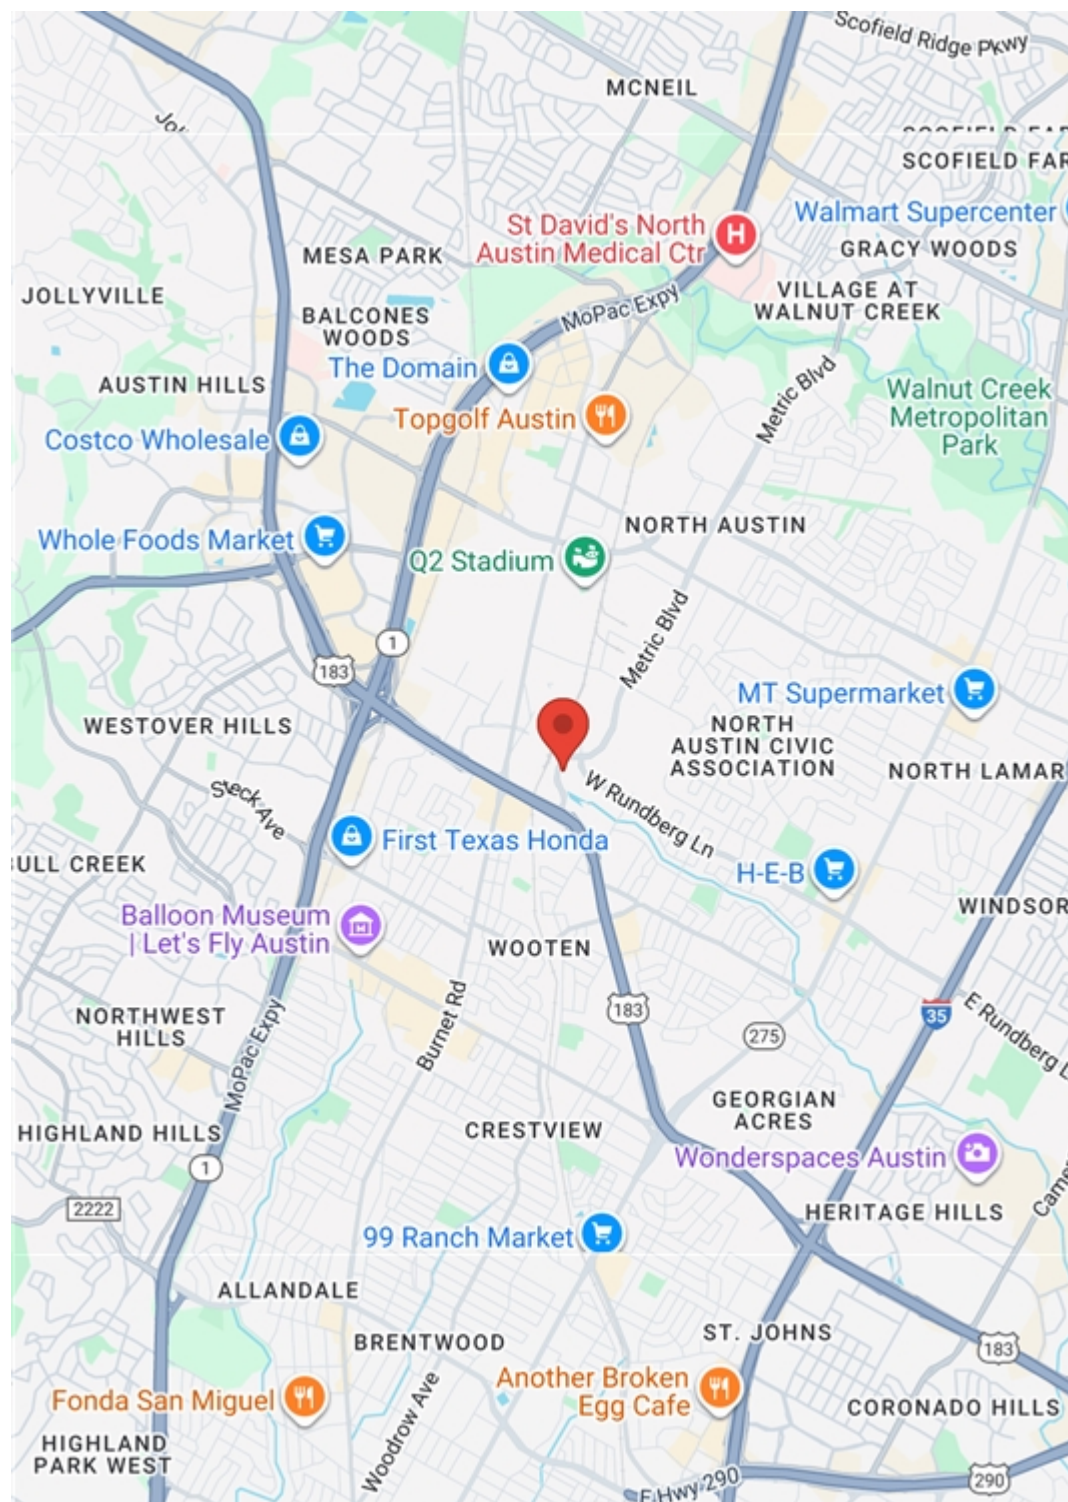 Scofield Ridge Pkwy
MCNEIL
SCOFIELD FAR
Walmart Supercenter
St David's North
Austin Medical Ctr
H
GRACY WOODS
MESA PARK
JOLLYVILLE
VILLAGE AT
WALNUT CREEK
MoPac Expy
BALCONES
WOODS
The Domain
AUSTIN HILLS
Metric Blvd
Walnut Creek
Metropolitan
Park
Topgolf Austin
Costco Wholesale
NORTH AUSTIN
Whole Foods Market
Q2 Stadium
Metric Blvd
1
183
MT Supermarket
WESTOVER HILLS
NORTH
AUSTIN CIVIC
ASSOCIATION
NORTH LAMAR
Steck Ave
W Rundberg Ln
First Texas Honda
BULL CREEK
H-E-B
WINDSOR
Balloon Museum
| Let's Fly Austin
WOOTEN
NORTHWEST
HILLS
MoPac Expy
Burnet Rd
183
35
275
E Rundberg L
GEORGIAN
ACRES
HIGHLAND HILLS
CRESTVIEW
Wonderspaces Austin
1
2222
HERITAGE HILLS
Came
99 Ranch Market
ALLANDALE
BRENTWOOD
ST. JOHNS
183
Another Broken
Egg Cafe
Fonda San Miguel
Woodrow Ave
CORONADO HILLS
HIGHLAND
PARK WEST
E Hwy 290
290